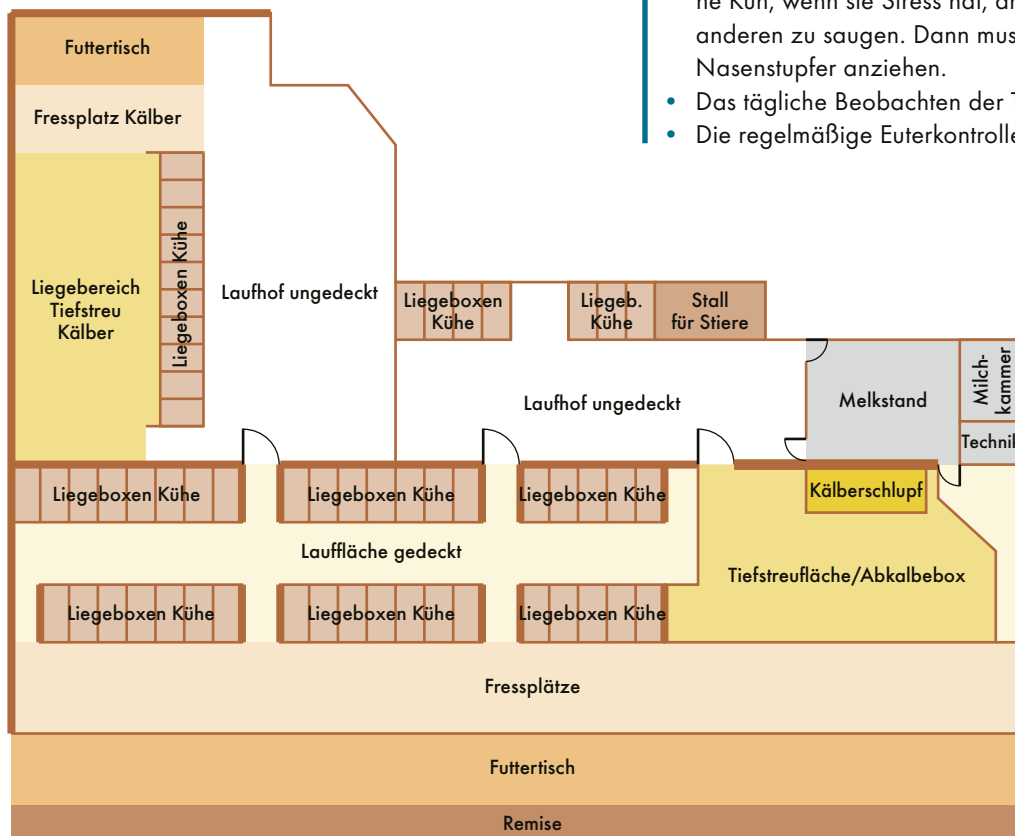 ne Kuh, wenn sie Stress hat, an
anderen zu saugen. Dann mus
Nasenstupfer anziehen.
• Das tägliche Beobachten der T
• Die regelmäßige Euterkontrolle
Futtertisch
Fressplatz Kälber
Liegebereich
Tiefstreu
Kälber
Liegeboxen Kühe
Laufhof ungedeckt
Liegeboxen
Kühe
Liegeb.
Kühe
Stall
für Stiere
Laufhof ungedeckt
Melkstand
Milch-
kammer
Technik
Liegeboxen Kühe
Liegeboxen Kühe
Liegeboxen Kühe
Kälberschlupf
Lauffläche gedeckt
Tiefstreufläche/Abkalbebox
Liegeboxen Kühe
Liegeboxen Kühe
Liegeboxen Kühe
Fressplätze
Futtertisch
Remise